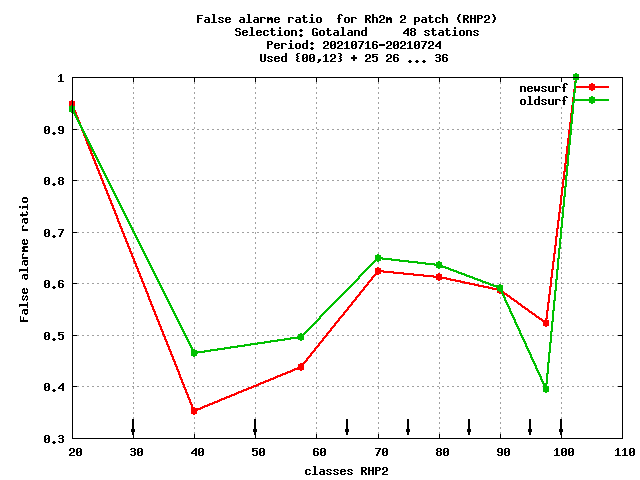 False alarme ratio  for Rh2m 2 patch (RHP2)
Selection: Gotaland     48 stations
Period: 20210716-20210724
Used {00,12} + 25 26 ... 36
newsurf
oldsurf
1
0.9
0.8
0.7
0.6
0.5
0.4
0.3
False alarme ratio
20 30 40 50 60 70 80 90 100 110
classes RHP2